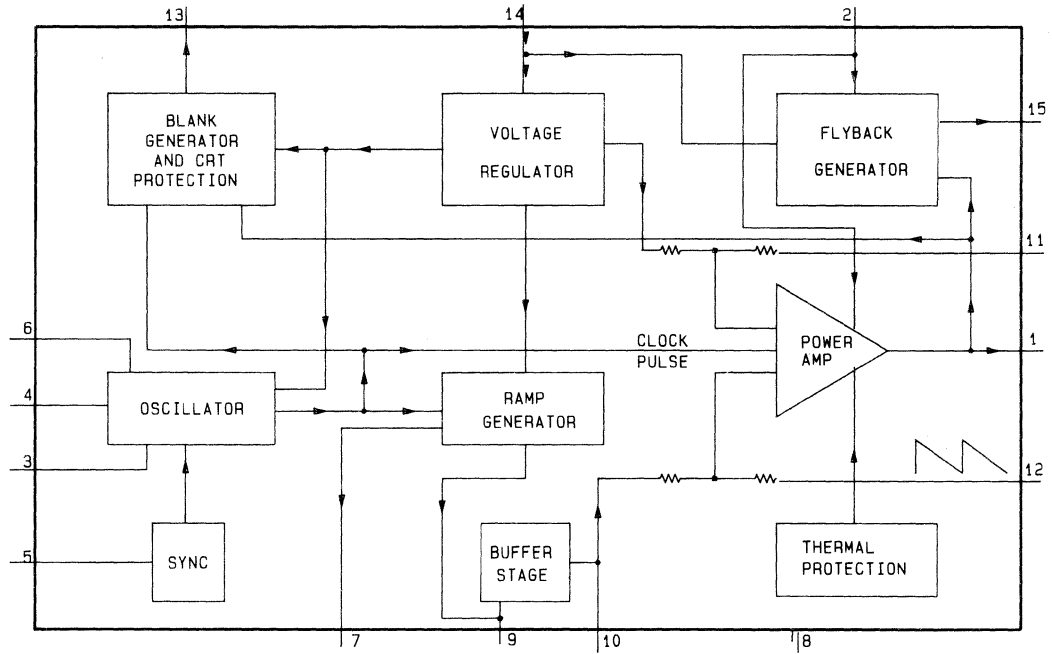 13
14
2
BLANK
GENERATOR
AND CRT
PROTECTION
VOLTAGE
REGULATOR
FLYBACK
GENERATOR
15
11
6
CLOCK
PULSE
POWER
AMP
1
4
OSCILLATOR
RAMP
GENERATOR
3
12
5
SYNC
BUFFER
STAGE
THERMAL
PROTECTION
7
9
10
8